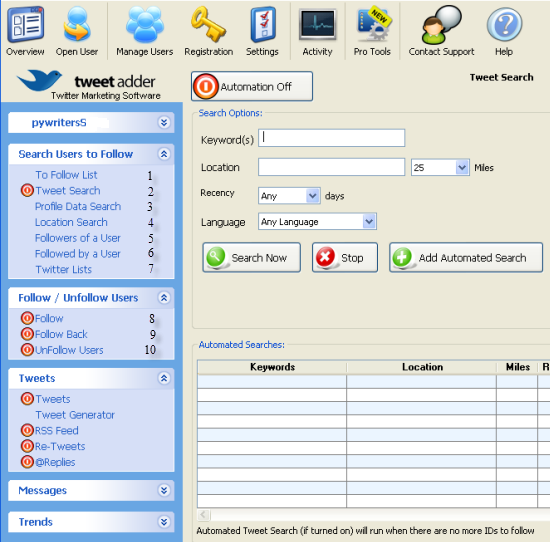 Overview Open User Manage Users Registration Settings Activity Pro Tools Contact Support Help
NEW
tweet adder
Twitter Marketing Software
Automation Off
Tweet Search
pywritersS
Search Users to Follow
To Follow List 1
Tweet Search 2
Profile Data Search 3
Location Search 4
Followers of a User 5
Followed by a User 6
Twitter Lists 7
Follow / Unfollow Users
Follow 8
Follow Back 9
UnFollow Users 10
Tweets
Tweets
Tweet Generator
RSS Feed
Re-Tweets
@Replies
Messages
Trends
Search Options:
Keyword(s)
Location 25 Miles
Recency Any days
Language Any Language
Search Now Stop Add Automated Search
Automated Searches:
Keywords Location Miles R
Automated Tweet Search (if turned on) will run when there are no more IDs to follow